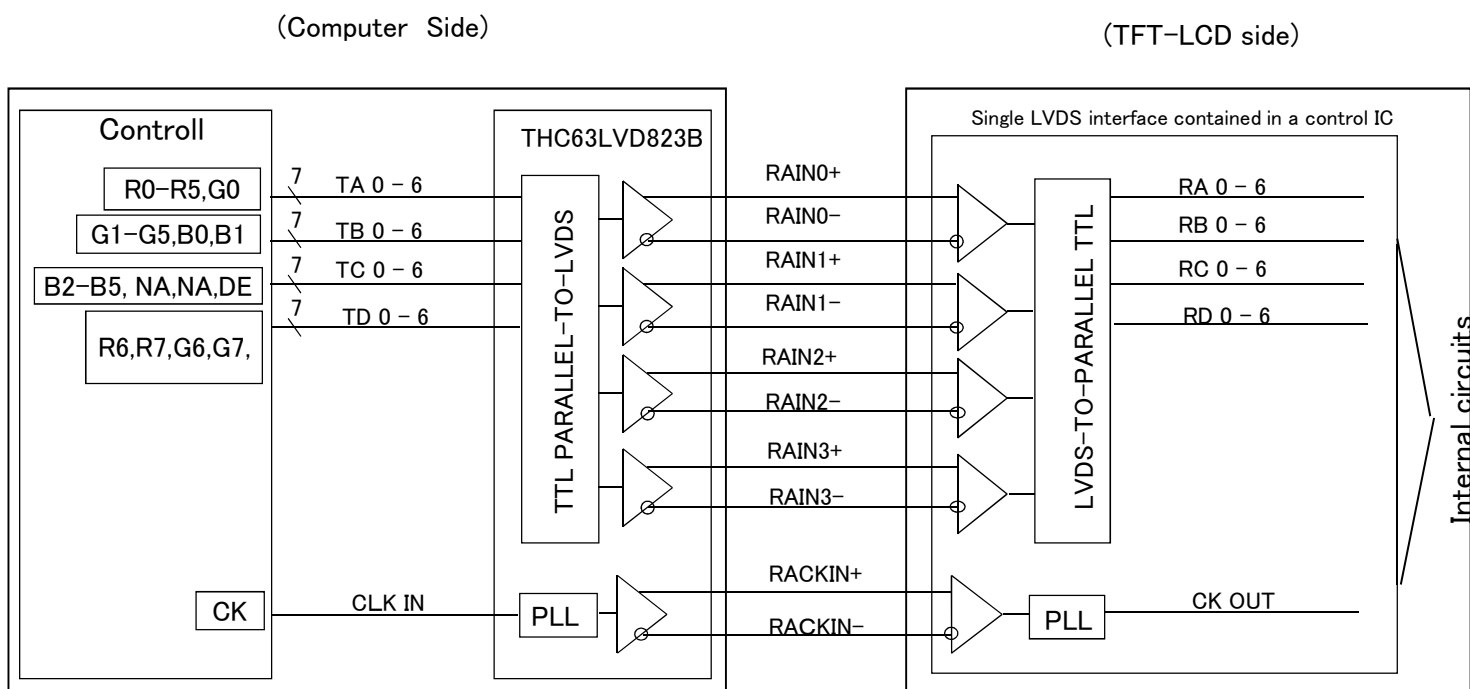 (Computer Side)
(TFT-LCD side)
Controll
THC63LVD823B
Single LVDS interface contained in a control IC
R0-R5,G0
7
TA 0-6
G1-G5,B0,B1
7
TB 0-6
B2-B5, NA,NA,DE
7
TC 0-6
R6,R7,G6,G7,
7
TD 0-6
TTL PARALLEL-TO-LVDS
RAIN0+
RAIN0-
RAIN1+
RAIN1-
RAIN2+
RAIN2-
RAIN3+
RAIN3-
LVDS-TO-PARALLEL TTL
RA 0-6
RB 0-6
RC 0-6
RD 0-6
Internal circuits
CK
CLK IN
PLL
RACKIN+
RACKIN-
PLL
CK OUT